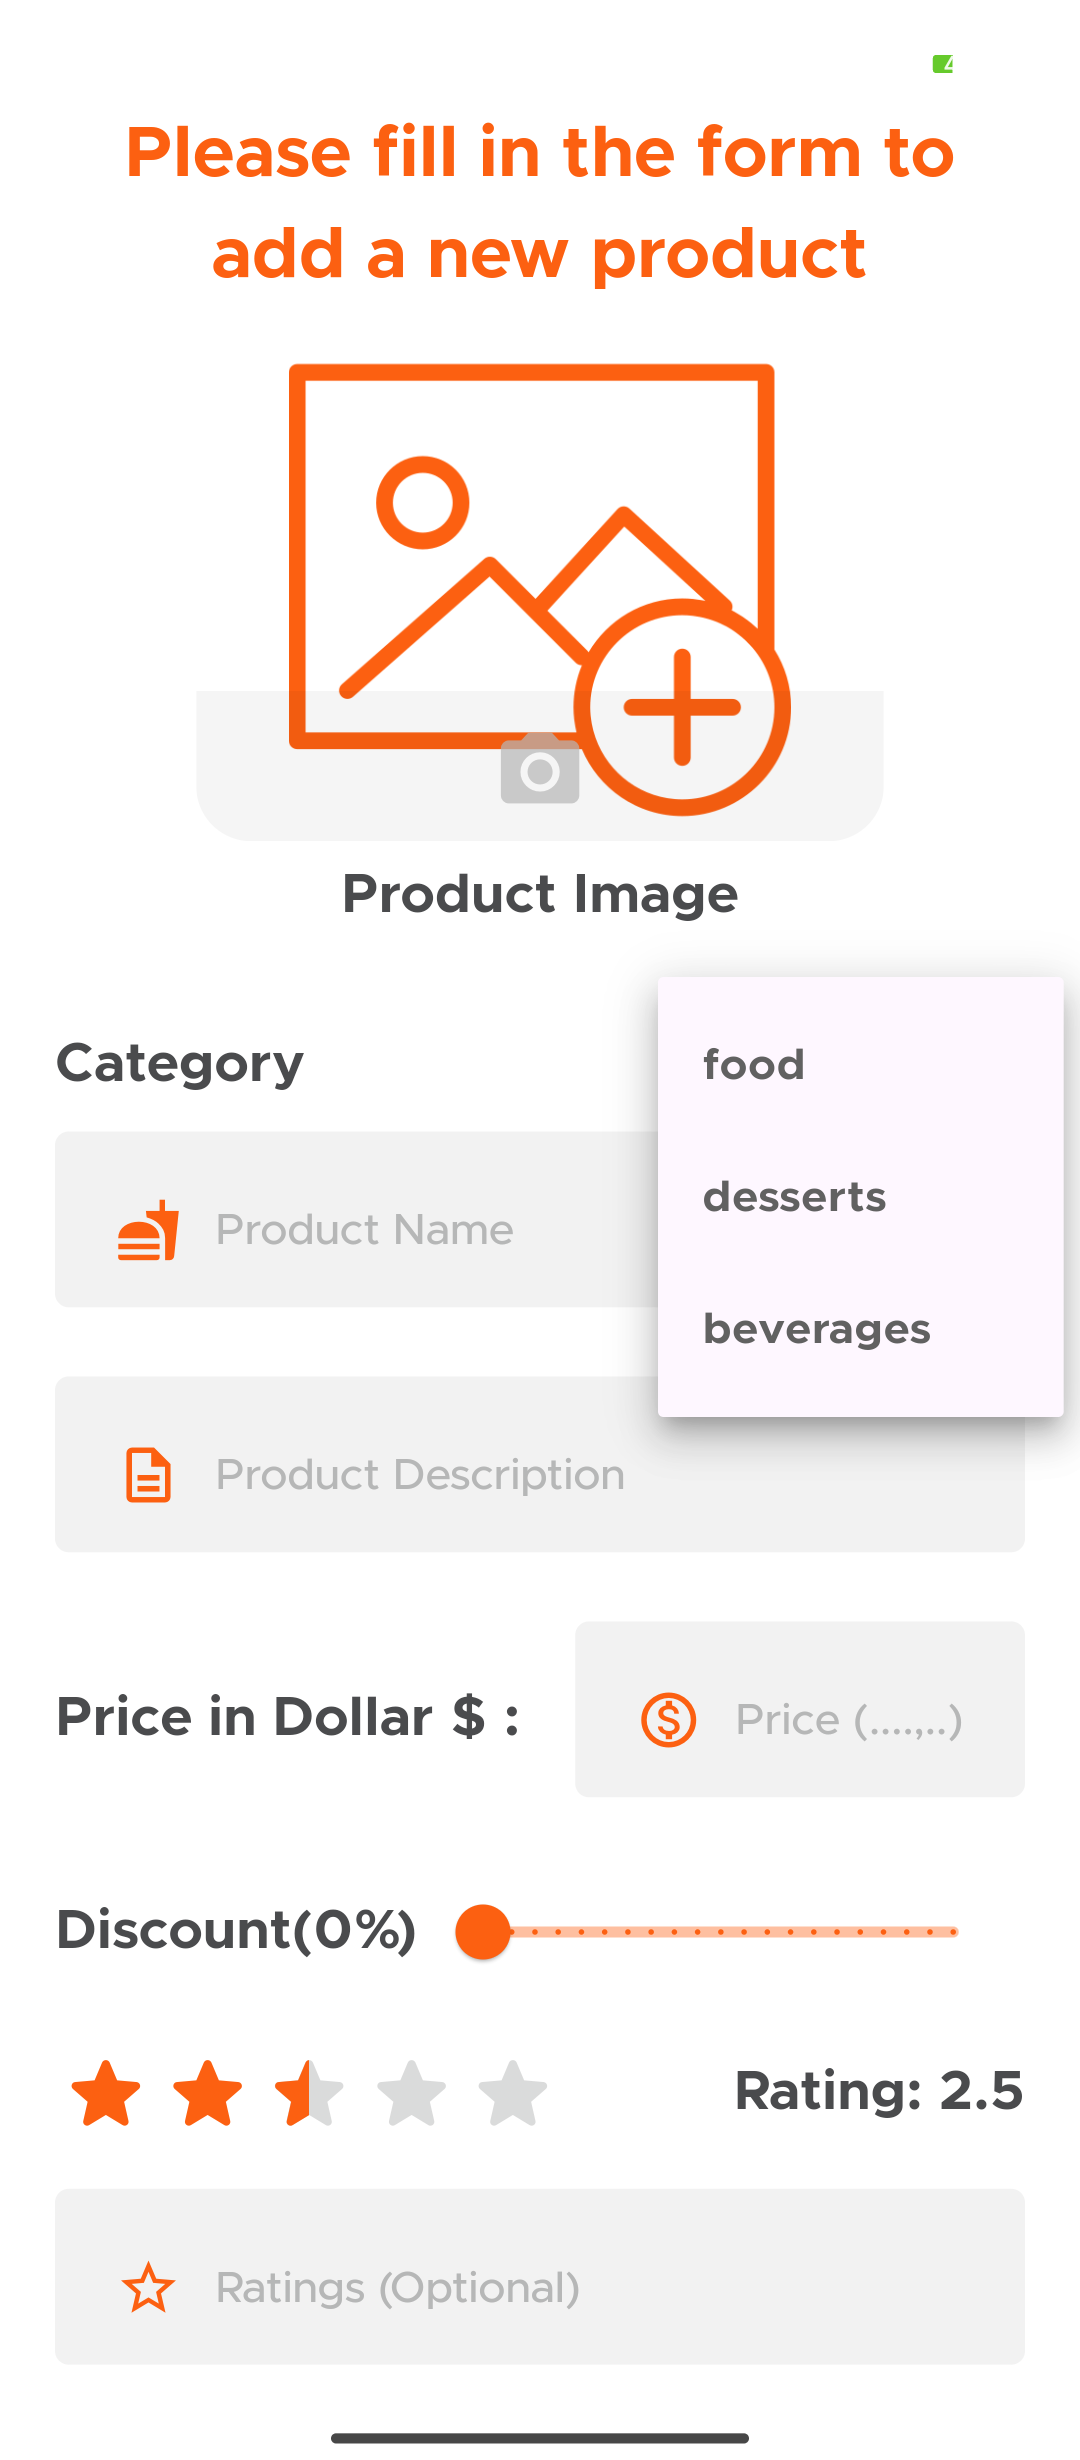 Please fill in the form to
add a new product
Product Image
Category
food
desserts
beverages
Product Name
Product Description
Price in Dollar $ :
Price (....,..)
Discount(0%)
Rating: 2.5
Ratings (Optional)